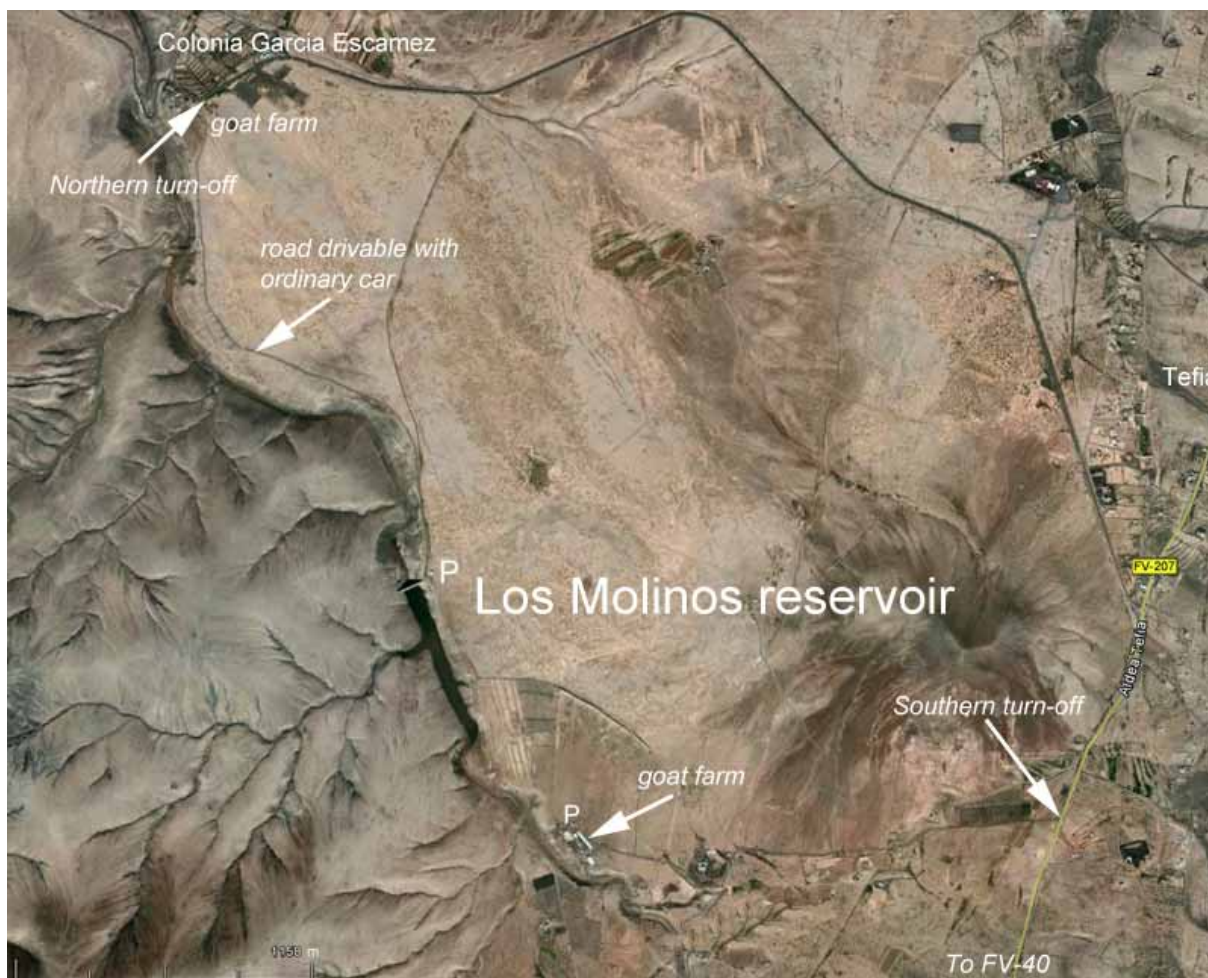 Colonia Garcia Escamez
goat farm
Northern turn-off
road drivable with
ordinary car
Tefia
FV-207
P
Los Molinos reservoir
Aldea Tefia
Southern turn-off
goat farm
P
1158 m
To FV-40